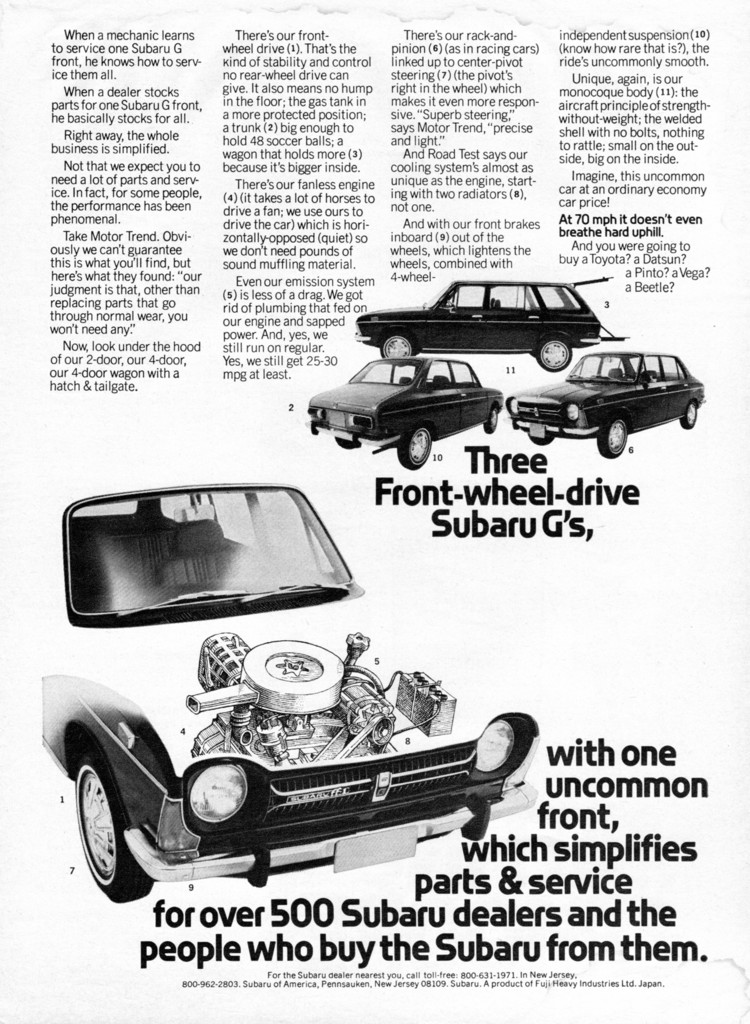 When a mechanic learns
to service one Subaru G
front, he knows how to serv-
ice them all.
When a dealer stocks
parts for one Subaru G front,
he basically stocks for all.
Right away, the whole
business is simplified.
Not that we expect you to
need a lot of parts and serv-
ice. In fact, for some people,
the performance has been
phenomenal.
Take Motor Trend. Obvi-
ously we can't guarantee
this is what you'll find, but
here's what they found: "our
judgment is that, other than
replacing parts that go
through normal wear, you
won't need any."
Now, look under the hood
of our 2-door, our 4-door,
our 4-door wagon with a
hatch & tailgate.
There's our front-
wheel drive (1). That's the
kind of stability and control
no rear-wheel drive can
give. It also means no hump
in the floor; the gas tank in
a more protected position;
a trunk (2) big enough to
hold 48 soccer balls; a
wagon that holds more (3)
because it's bigger inside.
There's our fanless engine
(4) (it takes a lot of horses to
drive a fan; we use ours to
drive the car) which is hori-
zontally-opposed (quiet) so
we don't need pounds of
sound muffling material.
Even our emission system
(5) is less of a drag. We got
rid of plumbing that fed on
our engine and sapped
power. And, yes, we
still run on regular.
Yes, we still get 25-30
mpg at least.
There's our rack-and-
pinion (6) (as in racing cars)
linked up to center-pivot
steering (7) (the pivot's
right in the wheel) which
makes it even more respon-
sive. "Superb steering,"
says Motor Trend, "precise
and light."
And Road Test says our
cooling system's almost as
unique as the engine, start-
ing with two radiators (8),
not one.
And with our front brakes
inboard (9) out of the
wheels, which lightens the
wheels, combined with
4-wheel-
independent suspension (10)
(know how rare that is?), the
ride's uncommonly smooth.
Unique, again, is our
monocoque body (11): the
aircraft principle of strength-
without-weight; the welded
shell with no bolts, nothing
to rattle; small on the out-
side, big on the inside.
Imagine, this uncommon
car at an ordinary economy
car price!
At 70 mph it doesn't even
breathe hard uphill.
And you were going to
buy a Toyota? a Datsun?
a Pinto? a Vega?
a Beetle?
3
11
2
10
6
Three
Front-wheel-drive
Subaru G's,
5
4
8
1
7
9
with one
uncommon
front,
which simplifies
parts & service
for over 500 Subaru dealers and the
people who buy the Subaru from them.
For the Subaru dealer nearest you, call toll-free: 800-631-1971. In New Jersey,
800-962-2803. Subaru of America, Pennsauken, New Jersey 08109. Subaru. A product of Fuji Heavy Industries Ltd. Japan.